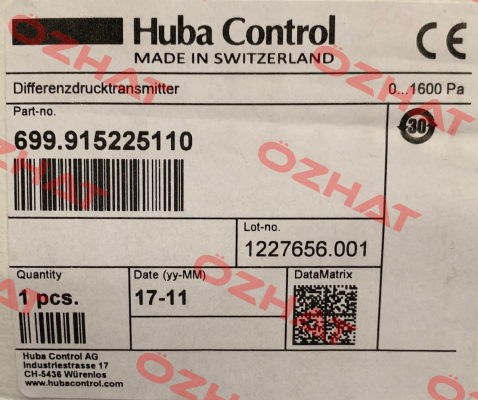 Huba Control
MADE IN SWITZERLAND
CE
Differenzdrucktransmitter 0...1600 Pa
Part-no.
699.915225110
30
Lot-no.
1227656.001
Quantity
1 pcs.
Date (yy-MM)
17-11
DataMatrix
Huba Control AG
Industriestrasse 17
CH-5436 Würenlos
www.hubacontrol.com
ÖZHAT
ÖZHAT
ÖZHAT
ÖZHAT
ÖZHAT